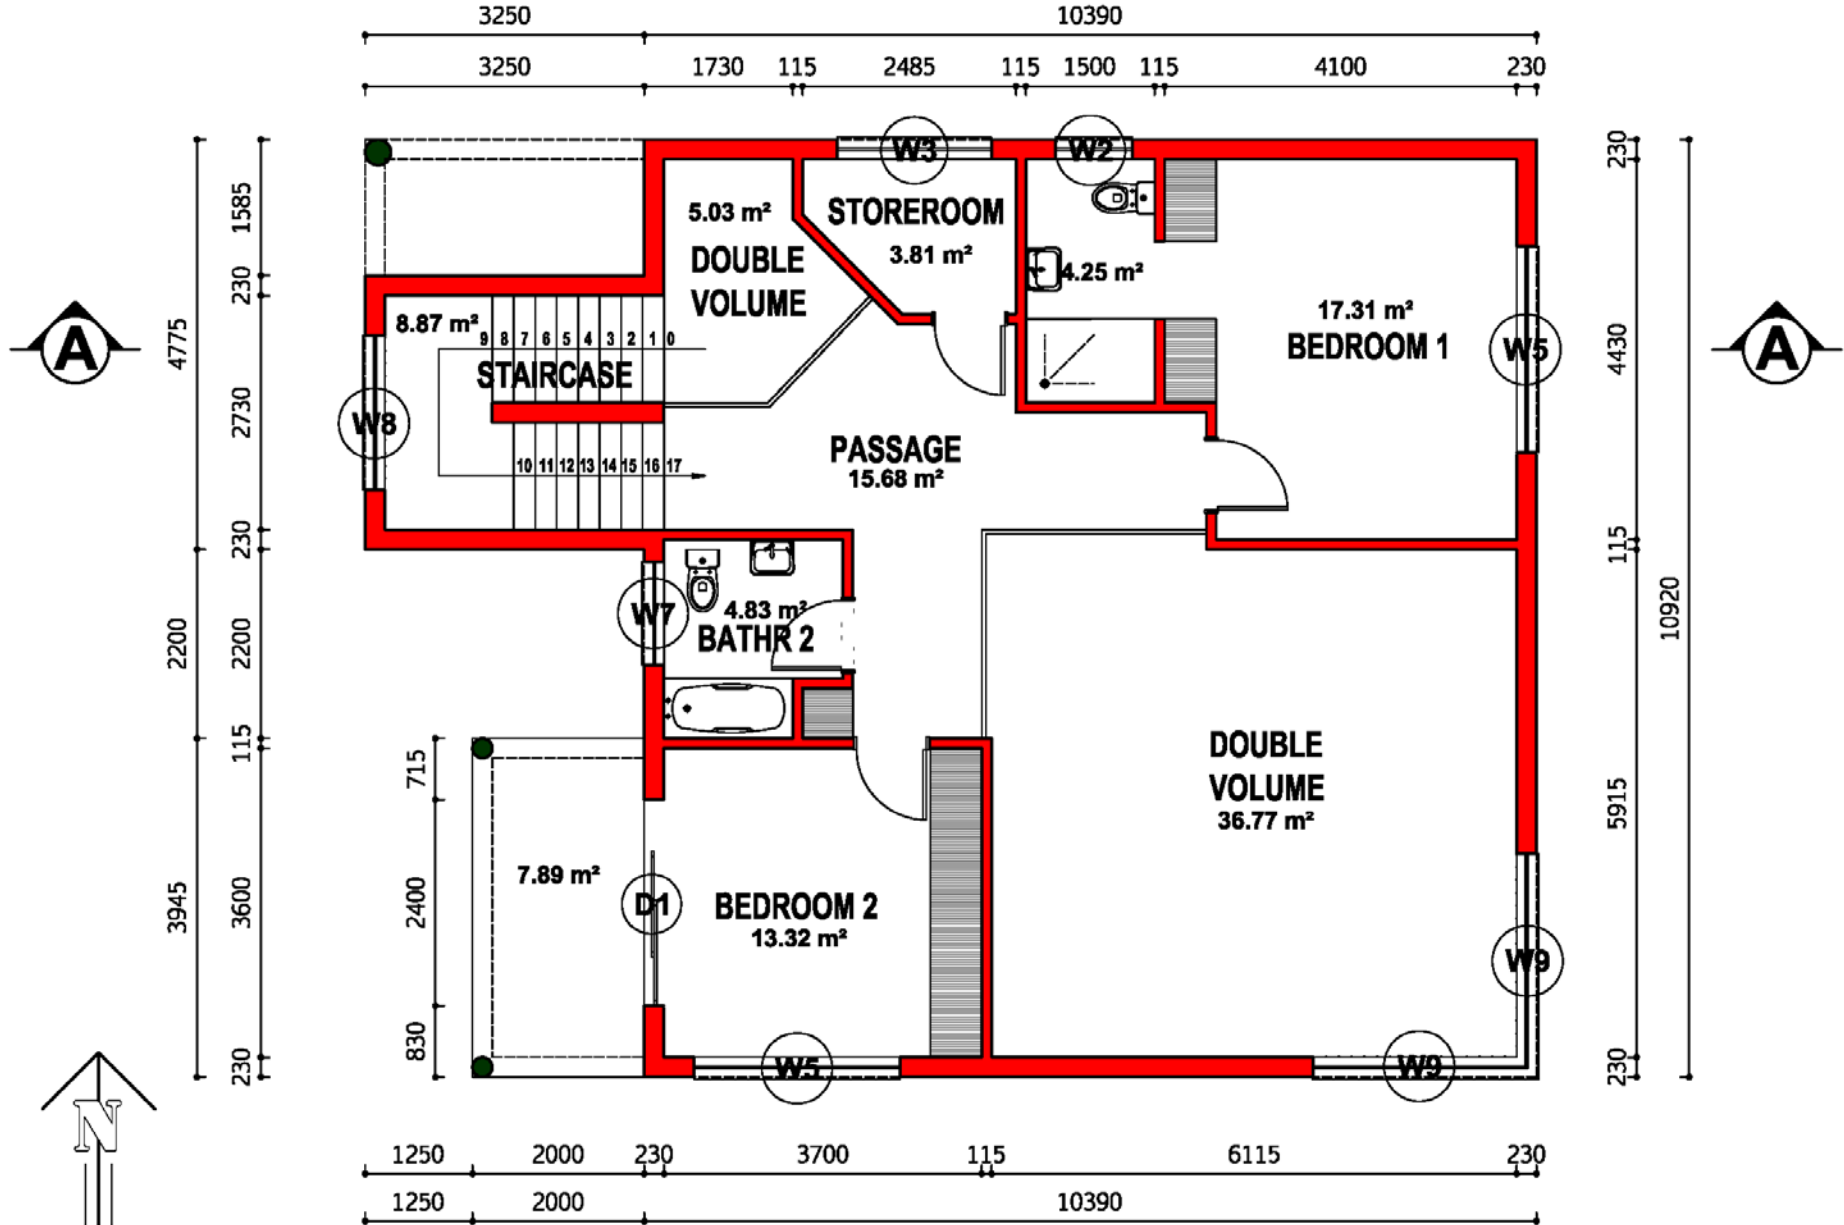 3250 10390
3250 1730 115 2485 115 1500 115 4100 230
W3 W2
230
1585
5.03 m²
STOREROOM
DOUBLE
VOLUME
3.81 m²
4.25 m²
230
17.31 m²
BEDROOM 1
8.87 m²
9 8 7 6 5 4 3 2 1 0
STAIRCASE
A
4775
4430
W5
A
2730
W8
PASSAGE
15.68 m²
10 11 12 13 14 15 16 17
230
115
W7
4.83 m²
BATHR 2
2200
2200
10920
115
715
DOUBLE
VOLUME
36.77 m²
5915
7.89 m²
D1
BEDROOM 2
13.32 m²
3945
3600
2400
W9
830
230
W5
W9
230
N
1250 2000 230 3700 115 6115 230
1250 2000 10390